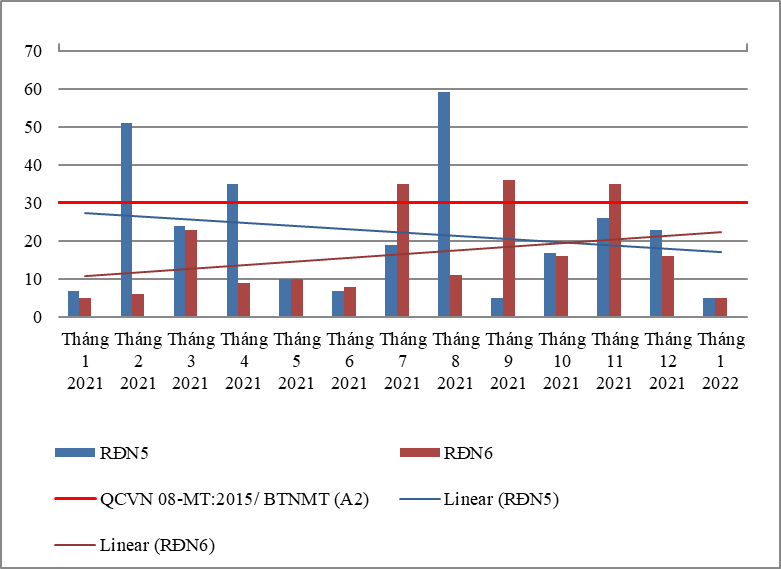 70
60
50
40
30
20
10
0
Tháng Tháng Tháng Tháng Tháng Tháng Tháng Tháng Tháng Tháng Tháng Tháng Tháng
1 2 3 4 5 6 7 8 9 10 11 12 1
2021 2021 2021 2021 2021 2021 2021 2021 2021 2021 2021 2021 2022
RĐN5 RĐN6
QCVN 08-MT:2015/ BTNMT (A2) Linear (RĐN5)
Linear (RĐN6)